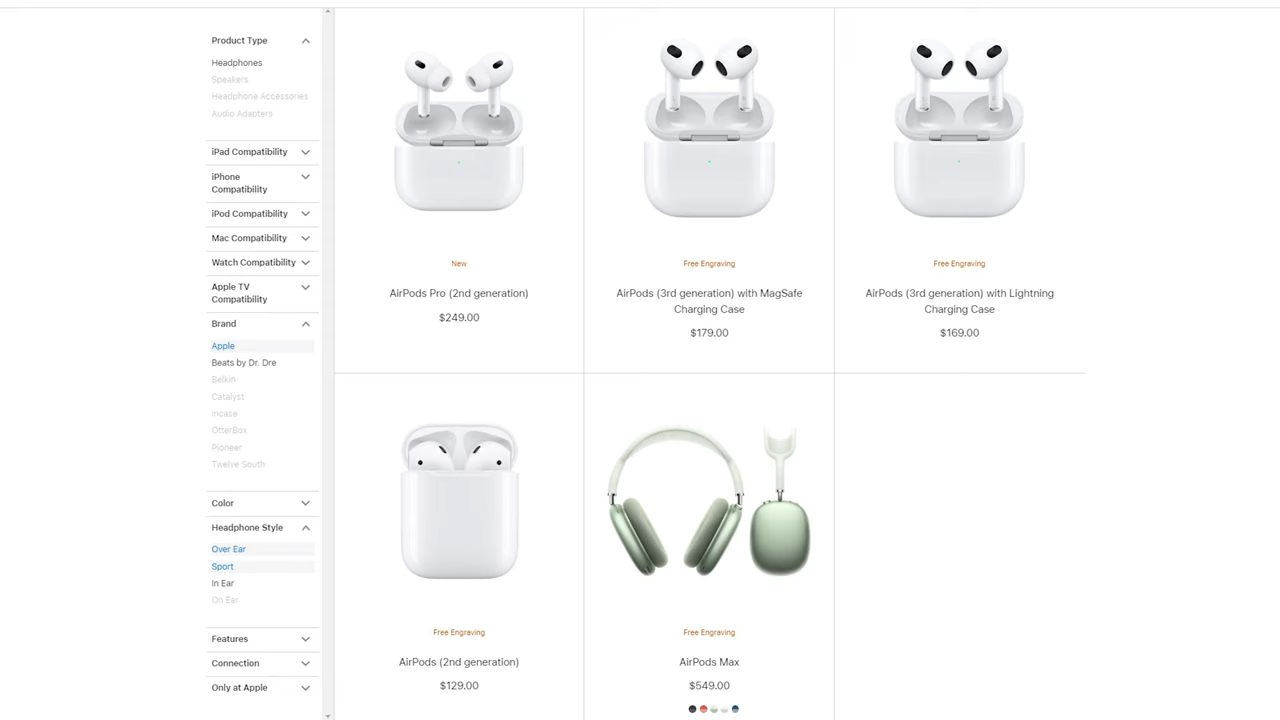 Product Type
Headphones
Speakers
Headphone Accessories
Audio Adapters
iPad Compatibility
iPhone
Compatibility
iPod Compatibility
Mac Compatibility
Watch Compatibility
Apple TV
Compatibility
Brand
Apple
Beats by Dr. Dre
Belkin
Catalyst
Incase
OtterBox
Pioneer
Twelve South
Color
Headphone Style
Over Ear
Sport
In Ear
On Ear
Features
Connection
Only at Apple
New
AirPods Pro (2nd generation)
$249.00
Free Engraving
AirPods (3rd generation) with MagSafe
Charging Case
$179.00
Free Engraving
AirPods (3rd generation) with Lightning
Charging Case
$169.00
Free Engraving
AirPods (2nd generation)
$129.00
Free Engraving
AirPods Max
$549.00